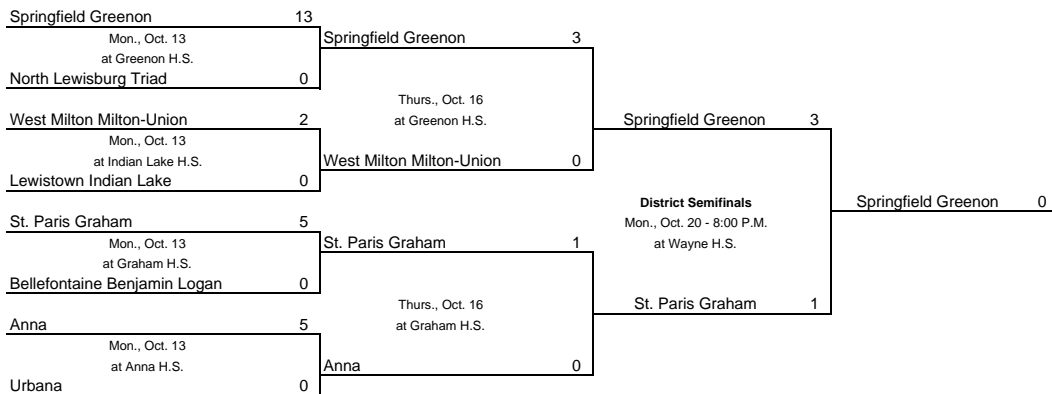 Springfield Greenon 13
Mon., Oct. 13
at Greenon H.S.
North Lewisburg Triad 0
West Milton Milton-Union 2
Mon., Oct. 13
at Indian Lake H.S.
Lewistown Indian Lake 0
St. Paris Graham 5
Mon., Oct. 13
at Graham H.S.
Bellefontaine Benjamin Logan 0
Anna 5
Mon., Oct. 13
at Anna H.S.
Urbana 0
Springfield Greenon 3
Thurs., Oct. 16
at Greenon H.S.
West Milton Milton-Union 0
St. Paris Graham 1
Thurs., Oct. 16
at Graham H.S.
Anna 0
Springfield Greenon 3
District Semifinals
Mon., Oct. 20 - 8:00 P.M.
at Wayne H.S.
St. Paris Graham 1
Springfield Greenon 0